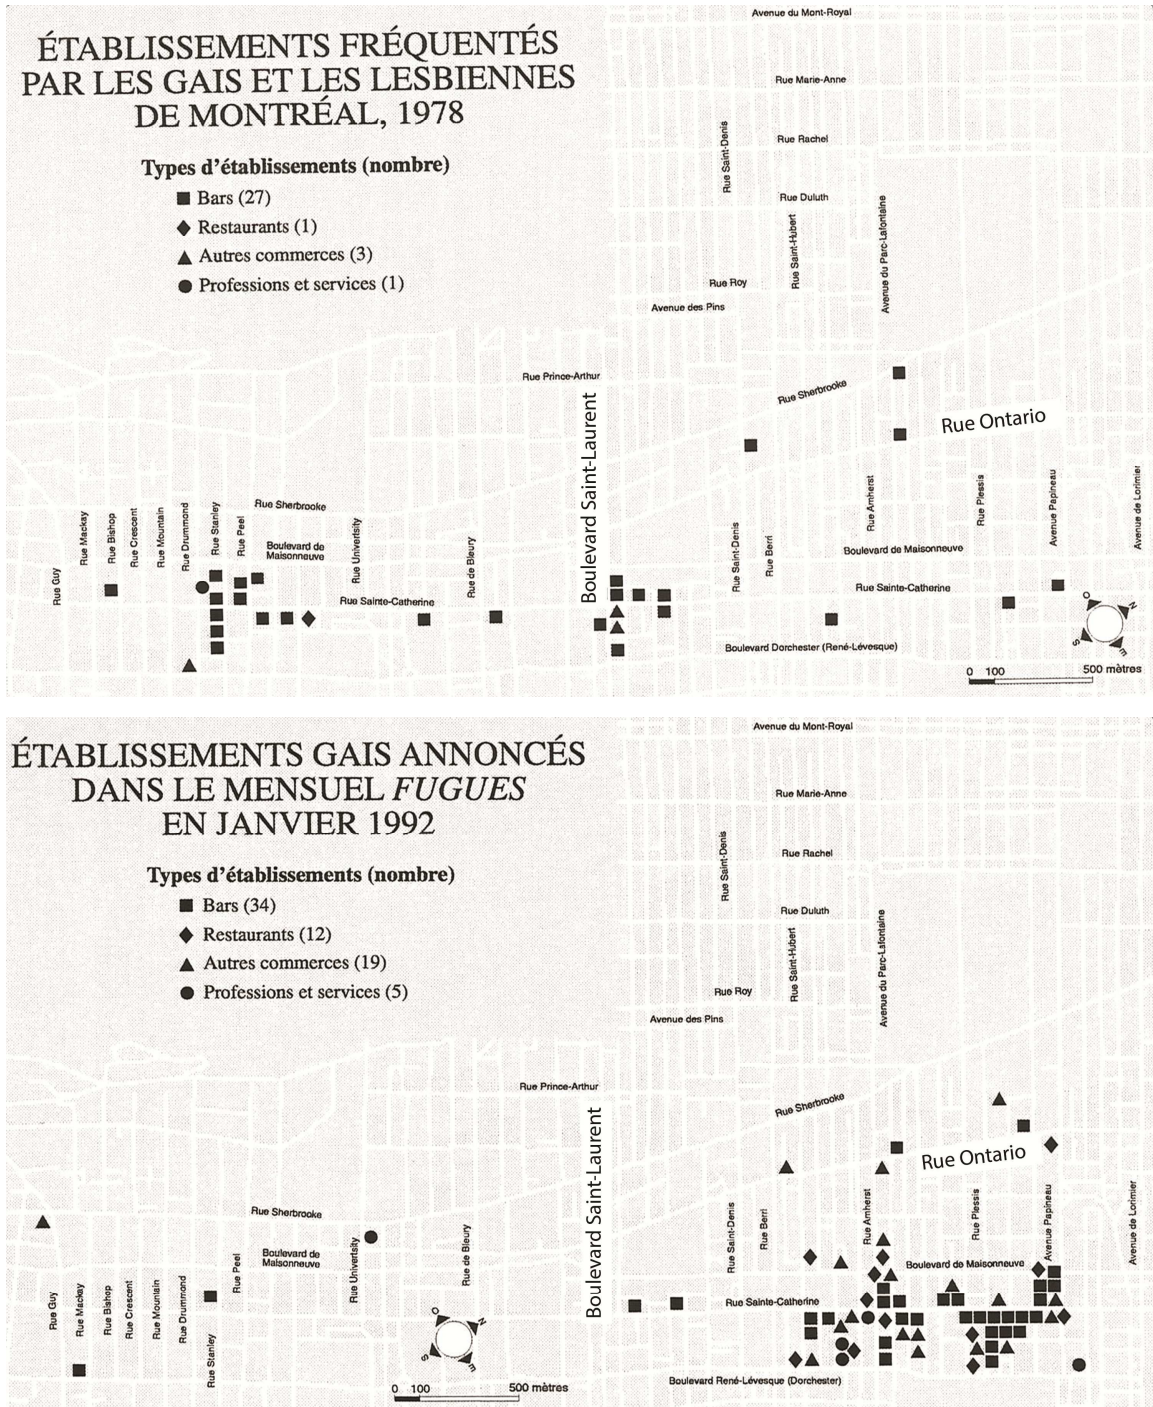 ÉTABLISSEMENTS FRÉQUENTÉS
PAR LES GAIS ET LES LESBIENNES
DE MONTRÉAL, 1978
Types d'établissements (nombre)
Bars (27)
Restaurants (1)
Autres commerces (3)
Professions et services (1)
Avenue du Mont-Royal
Rue Marie-Anne
Rue Saint-Denis
Rue Rachel
Rue Duluth
Rue Saint-Hubert
Avenue du Parc-Lafontaine
Rue Roy
Avenue des Pins
Rue Prince-Arthur
Rue Sherbrooke
Boulevard Saint-Laurent
Rue Ontario
Rue Guy
Rue Mackay
Rue Bishop
Rue Crescent
Rue Mountain
Rue Drummond
Rue Stanley
Rue Peel
Rue Sherbrooke
Boulevard de
Maisonneuve
Rue Univertsity
Rue de Bleury
Rue Sainte-Catherine
Rue Saint-Denis
Rue Berri
Rue Amherst
Rue Plessis
Avenue Papineau
Avenue de Lorimier
Boulevard de Maisonneuve
Rue Sainte-Catherine
Boulevard Dorchester (René-Lévesque)
O
N
S
E
0 100 500 mètres
ÉTABLISSEMENTS GAIS ANNONCÉS
DANS LE MENSUEL FUGUES
EN JANVIER 1992
Types d'établissements (nombre)
Bars (34)
Restaurants (12)
Autres commerces (19)
Professions et services (5)
Avenue du Mont-Royal
Rue Marie-Anne
Rue Saint-Denis
Rue Rachel
Rue Duluth
Rue Saint-Hubert
Avenue du Parc-Lafontaine
Rue Roy
Avenue des Pins
Rue Prince-Arthur
Rue Sherbrooke
Boulevard Saint-Laurent
Rue Ontario
Rue Guy
Rue Mackay
Rue Bishop
Rue Crescent
Rue Mountain
Rue Drummond
Rue Stanley
Rue Peel
Rue Sherbrooke
Boulevard de
Maisonneuve
Rue Univertsity
Rue de Bleury
Rue Saint-Denis
Rue Berri
Rue Amherst
Rue Plessis
Avenue Papineau
Avenue de Lorimier
Boulevard de Maisonneuve
Rue Sainte-Catherine
Boulevard René-Lévesque (Dorchester)
O
N
S
E
0 100 500 mètres